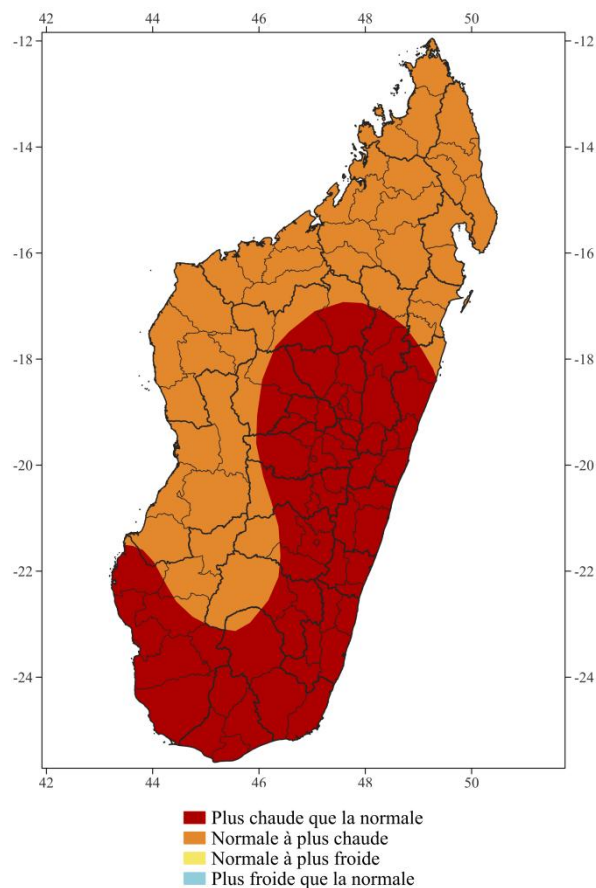 42 44 46 48 50
-12 -12
-14 -14
-16 -16
-18 -18
-20 -20
-22 -22
-24 -24
42 44 46 48 50
Plus chaude que la normale
Normale à plus chaude
Normale à plus froide
Plus froide que la normale